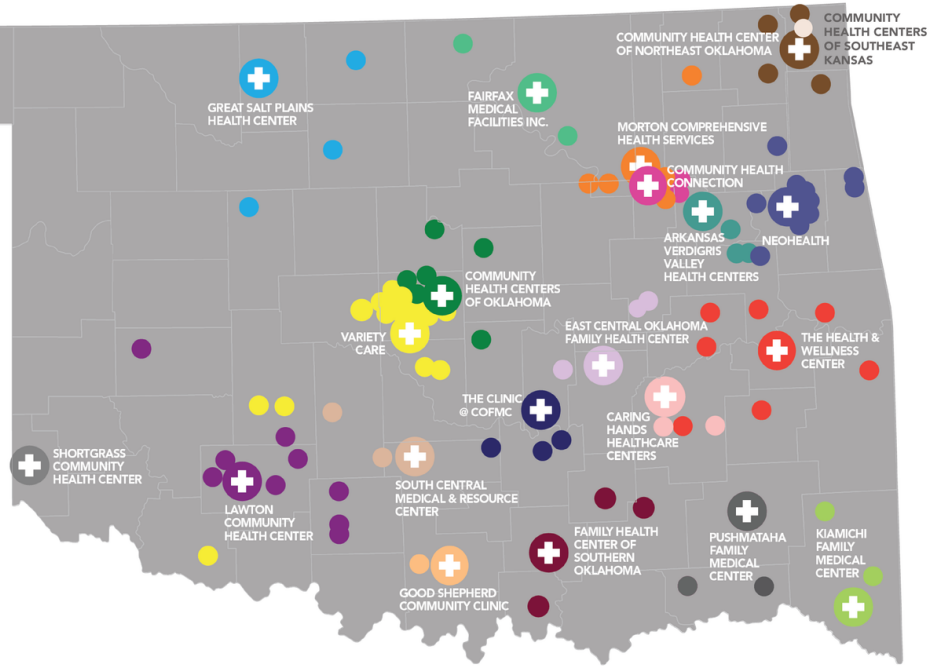 COMMUNITY
HEALTH CENTERS
OF SOUTHEAST
KANSAS
COMMUNITY HEALTH CENTER
OF NORTHEAST OKLAHOMA
GREAT SALT PLAINS
HEALTH CENTER
FAIRFAX
MEDICAL
FACILITIES INC.
MORTON COMPREHENSIVE
HEALTH SERVICES
COMMUNITY HEALTH
CONNECTION
ARKANSAS
VERDIGRIS
VALLEY
HEALTH CENTERS
NEOHEALTH
COMMUNITY
HEALTH CENTERS
OF OKLAHOMA
VARIETY
CARE
EAST CENTRAL OKLAHOMA
FAMILY HEALTH CENTER
THE HEALTH &
WELLNESS
CENTER
THE CLINIC
@ COFMC
CARING
HANDS
HEALTHCARE
CENTERS
SHORTGRASS
COMMUNITY
HEALTH CENTER
LAWTON
COMMUNITY
HEALTH CENTER
SOUTH CENTRAL
MEDICAL & RESOURCE
CENTER
FAMILY HEALTH
CENTER OF
SOUTHERN
OKLAHOMA
PUSHMATAHA
FAMILY
MEDICAL
CENTER
KIAMICHI
FAMILY
MEDICAL
CENTER
GOOD SHEPHERD
COMMUNITY CLINIC